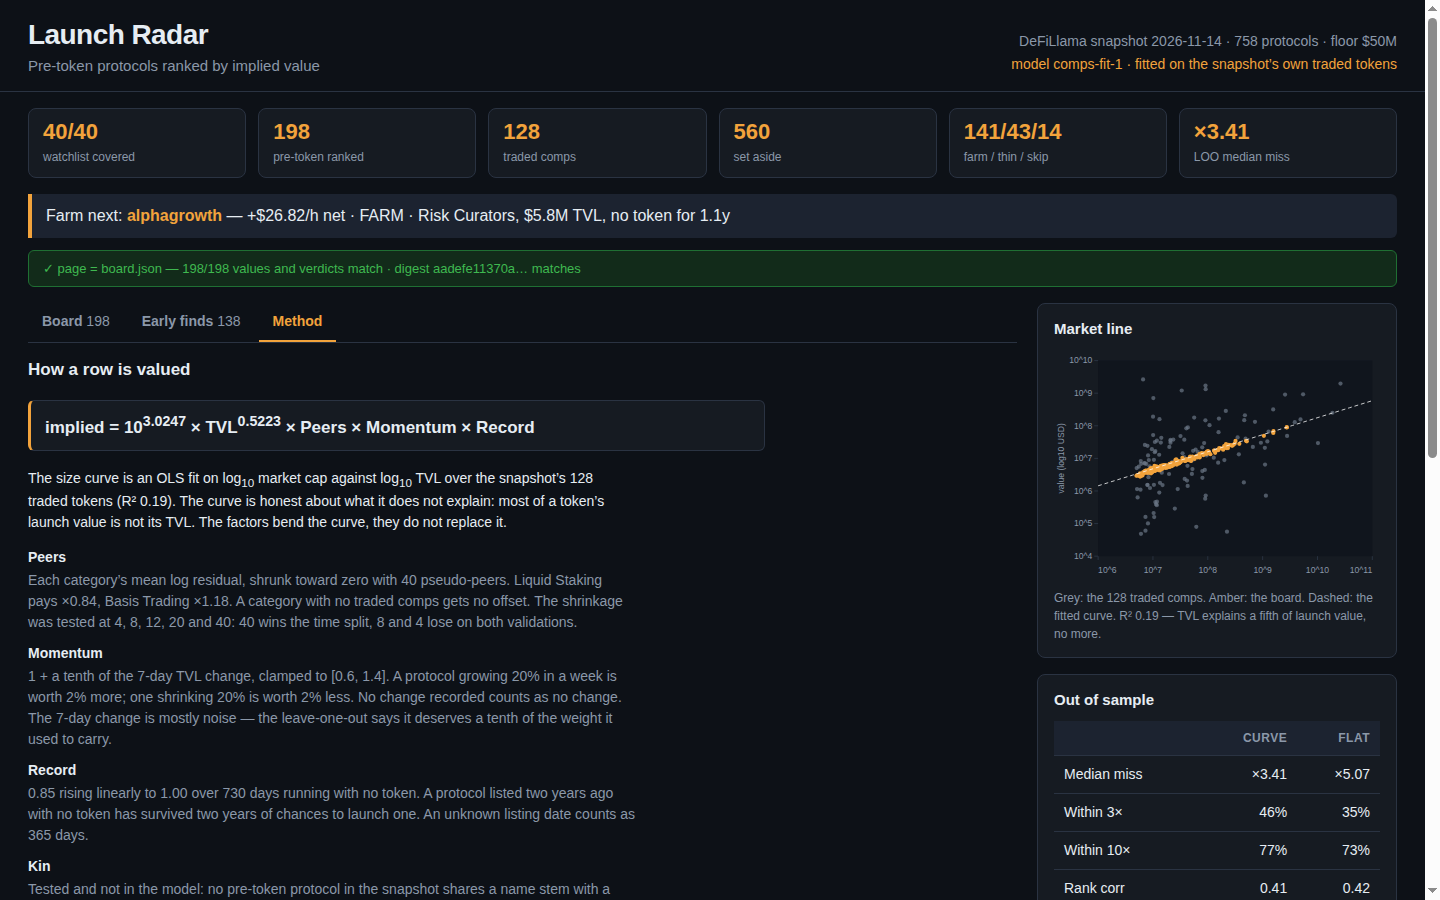 Launch Radar
Pre-token protocols ranked by implied value
DeFiLlama snapshot 2026-11-14 · 758 protocols · floor $50M
model comps-fit-1 · fitted on the snapshot's own traded tokens
40/40
watchlist covered
198
pre-token ranked
128
traded comps
560
set aside
141/43/14
farm / thin / skip
×3.41
LOO median miss
Farm next: alphagrowth — +$26.82/h net · FARM · Risk Curators, $5.8M TVL, no token for 1.1y
✓ page = board.json — 198/198 values and verdicts match · digest aadefe11370a… matches
Board 198
Early finds 138
Method
How a row is valued
implied = 10^3.0247 × TVL^0.5223 × Peers × Momentum × Record
The size curve is an OLS fit on log10 market cap against log10 TVL over the snapshot's 128
traded tokens (R² 0.19). The curve is honest about what it does not explain: most of a token's
launch value is not its TVL. The factors bend the curve, they do not replace it.
Peers
Each category's mean log residual, shrunk toward zero with 40 pseudo-peers. Liquid Staking
pays ×0.84, Basis Trading ×1.18. A category with no traded comps gets no offset. The shrinkage
was tested at 4, 8, 12, 20 and 40: 40 wins the time split, 8 and 4 lose on both validations.
Momentum
1 + a tenth of the 7-day TVL change, clamped to [0.6, 1.4]. A protocol growing 20% in a week is
worth 2% more; one shrinking 20% is worth 2% less. No change recorded counts as no change.
The 7-day change is mostly noise — the leave-one-out says it deserves a tenth of the weight it
used to carry.
Record
0.85 rising linearly to 1.00 over 730 days running with no token. A protocol listed two years ago
with no token has survived two years of chances to launch one. An unknown listing date counts as
365 days.
Kin
Tested and not in the model: no pre-token protocol in the snapshot shares a name stem with a
Market line
value (log10 USD)
10^10
10^9
10^8
10^7
10^6
10^5
10^4
10^6
10^7
10^8
10^9
10^10
10^11
Grey: the 128 traded comps. Amber: the board. Dashed: the
fitted curve. R² 0.19 — TVL explains a fifth of launch value,
no more.
Out of sample
CURVE FLAT
Median miss ×3.41 ×5.07
Within 3× 46% 35%
Within 10× 77% 73%
Rank corr 0.41 0.42